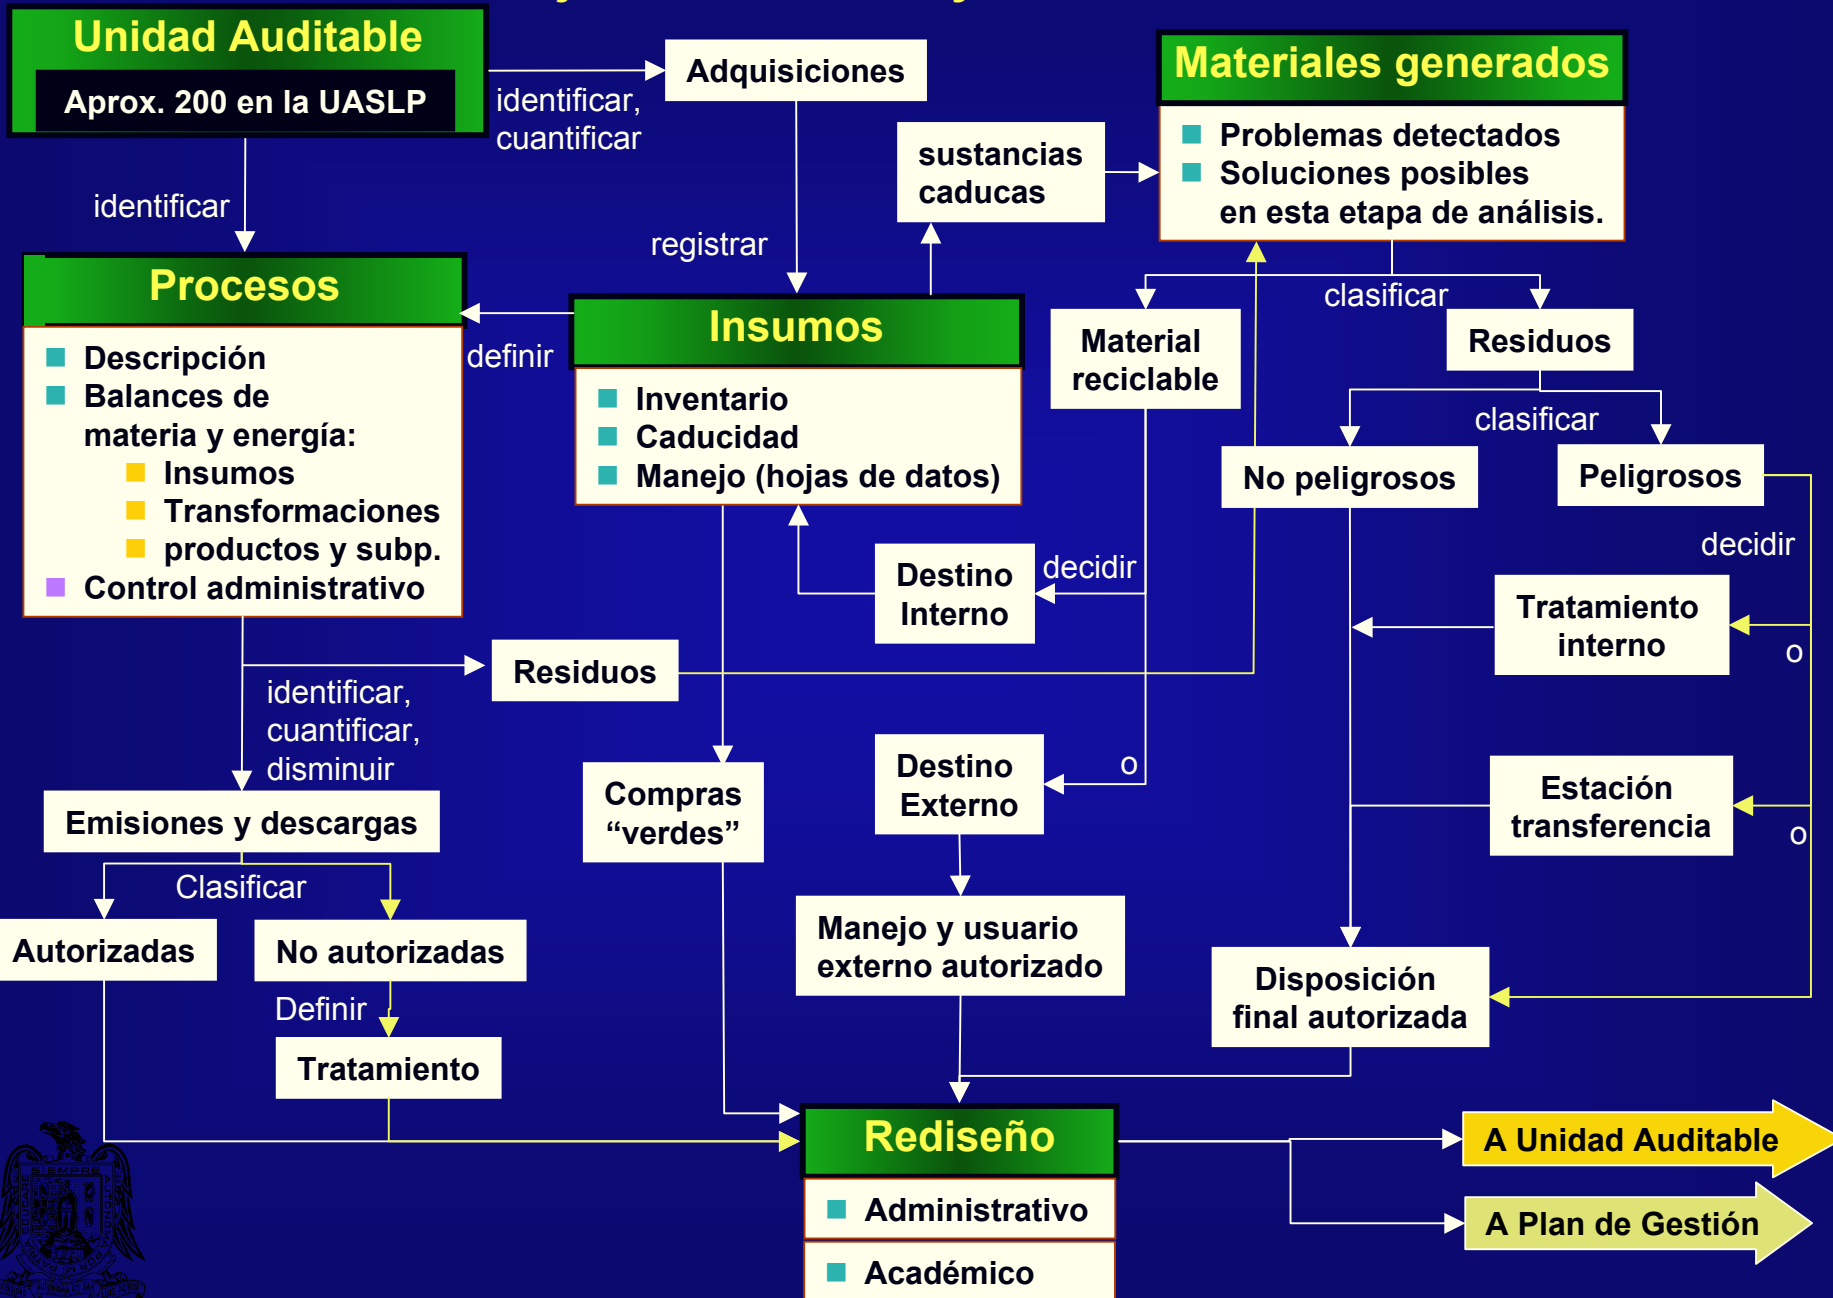 Unidad Auditable
Aprox. 200 en la UASLP
identificar,
cuantificar
Adquisiciones
Materiales generados
Problemas detectados
Soluciones posibles
en esta etapa de análisis.
sustancias
caducas
identificar
registrar
Procesos
Descripción
Balances de
materia y energía:
Insumos
Transformaciones
productos y subp.
Control administrativo
definir
Insumos
Inventario
Caducidad
Manejo (hojas de datos)
clasificar
Material
reciclable
Residuos
clasificar
No peligrosos
Peligrosos
decidir
Destino
Interno
decidir
Tratamiento
interno
o
Residuos
identificar,
cuantificar,
disminuir
Emisiones y descargas
Compras
“verdes”
Destino
Externo
o
Estación
transferencia
o
Clasificar
Autorizadas
No autorizadas
Definir
Tratamiento
Manejo y usuario
externo autorizado
Disposición
final autorizada
Rediseño
Administrativo
Académico
A Unidad Auditable
A Plan de Gestión
SIEMPRE